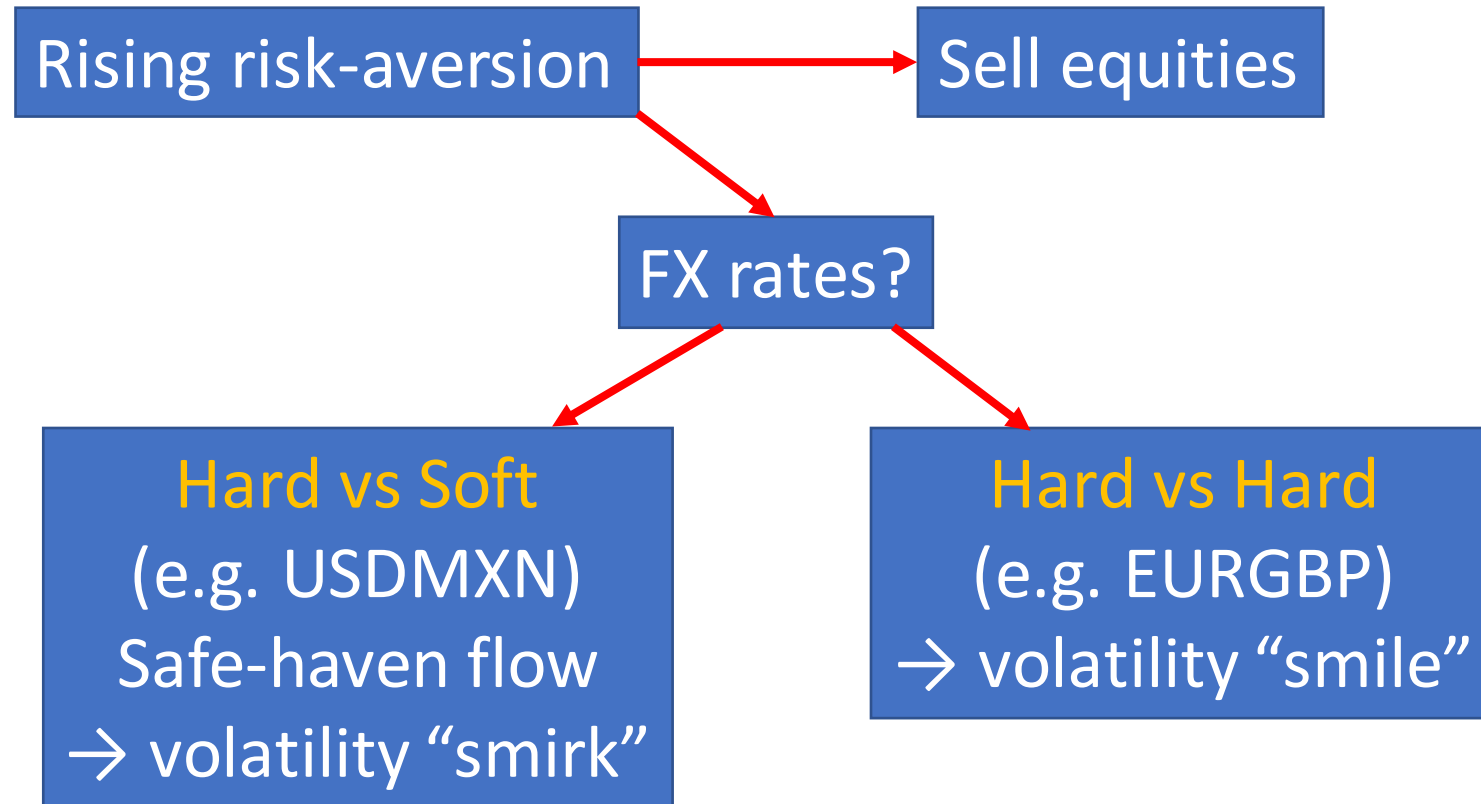 Rising risk-aversion
Sell equities
FX rates?
Hard vs Soft
(e.g. USDMXN)
Safe-haven flow
→ volatility “smirk”
Hard vs Hard
(e.g. EURGBP)
→ volatility “smile”